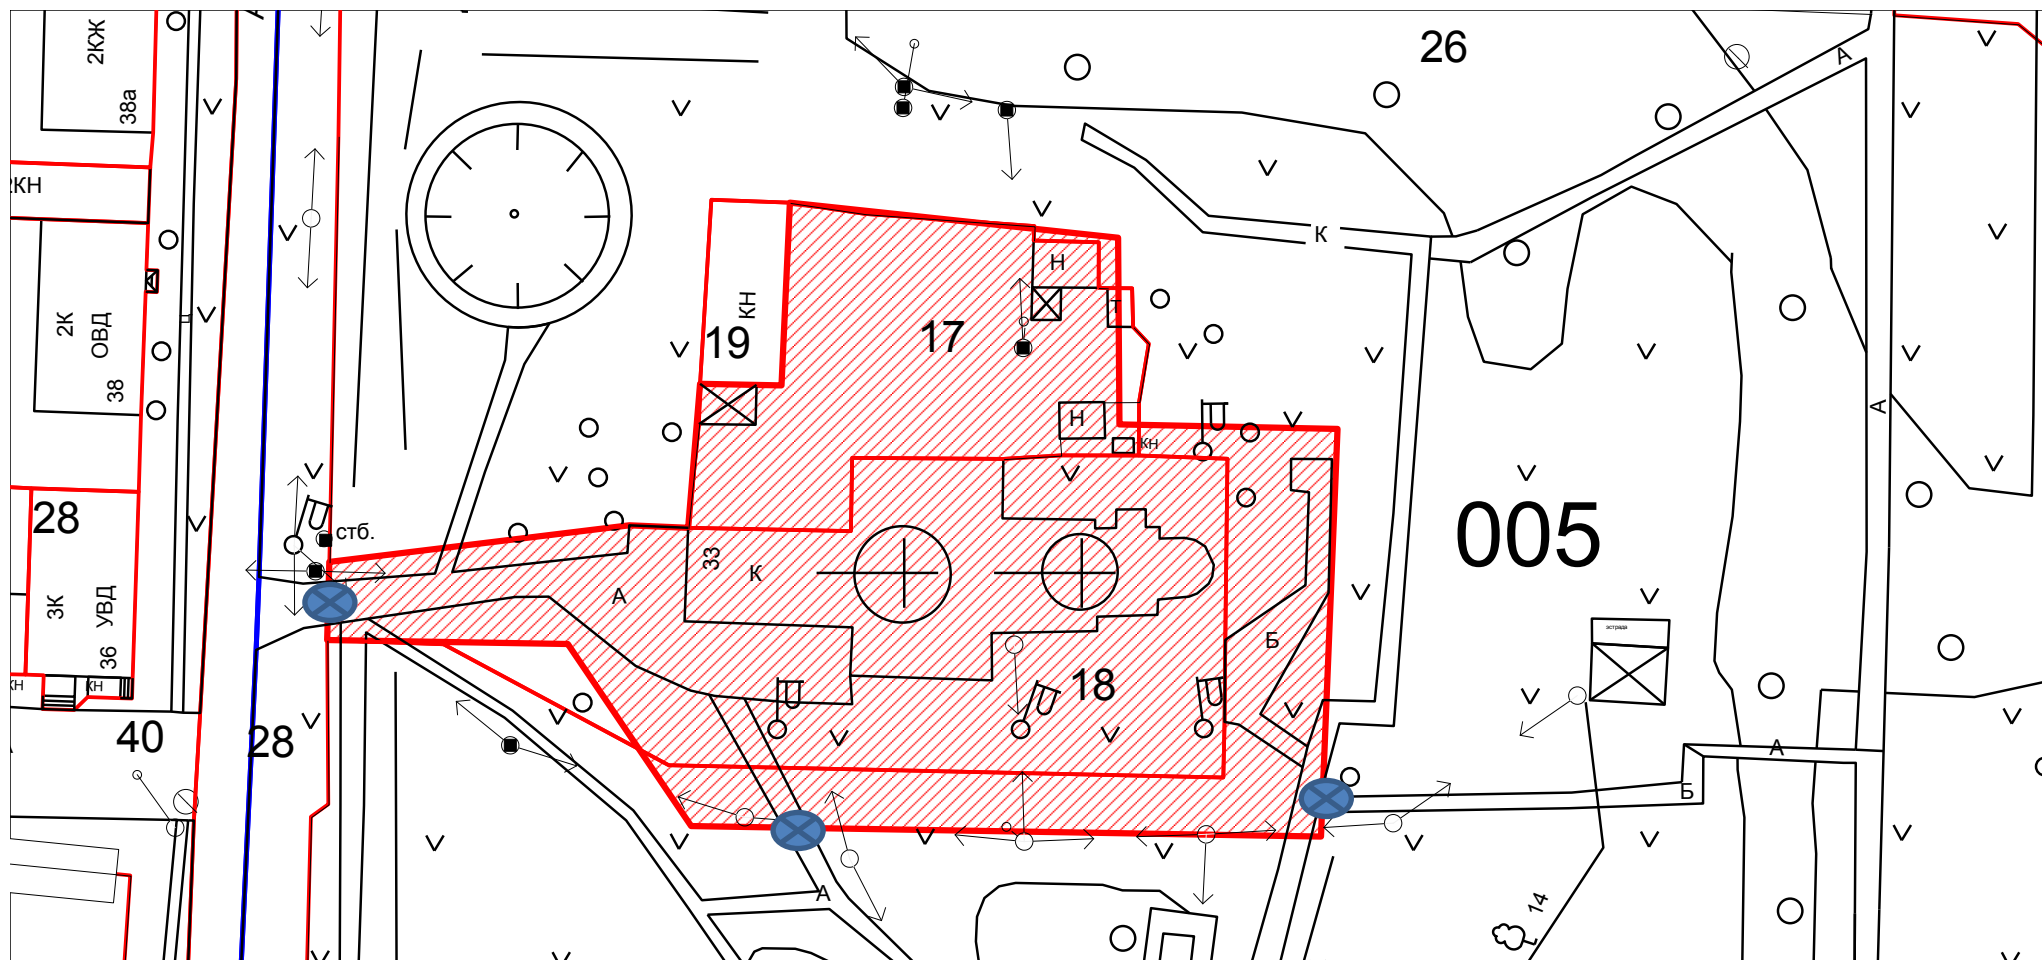 26
2КЖ
38а
А
КН
К
2К
ОВД
38
Н
Т
КН
19
17
А
Н
КН
28
стб.
005
33
К
А
3К
УВД
36
Б
эстрада
КН
КН
18
40
28
А
Б
А
14